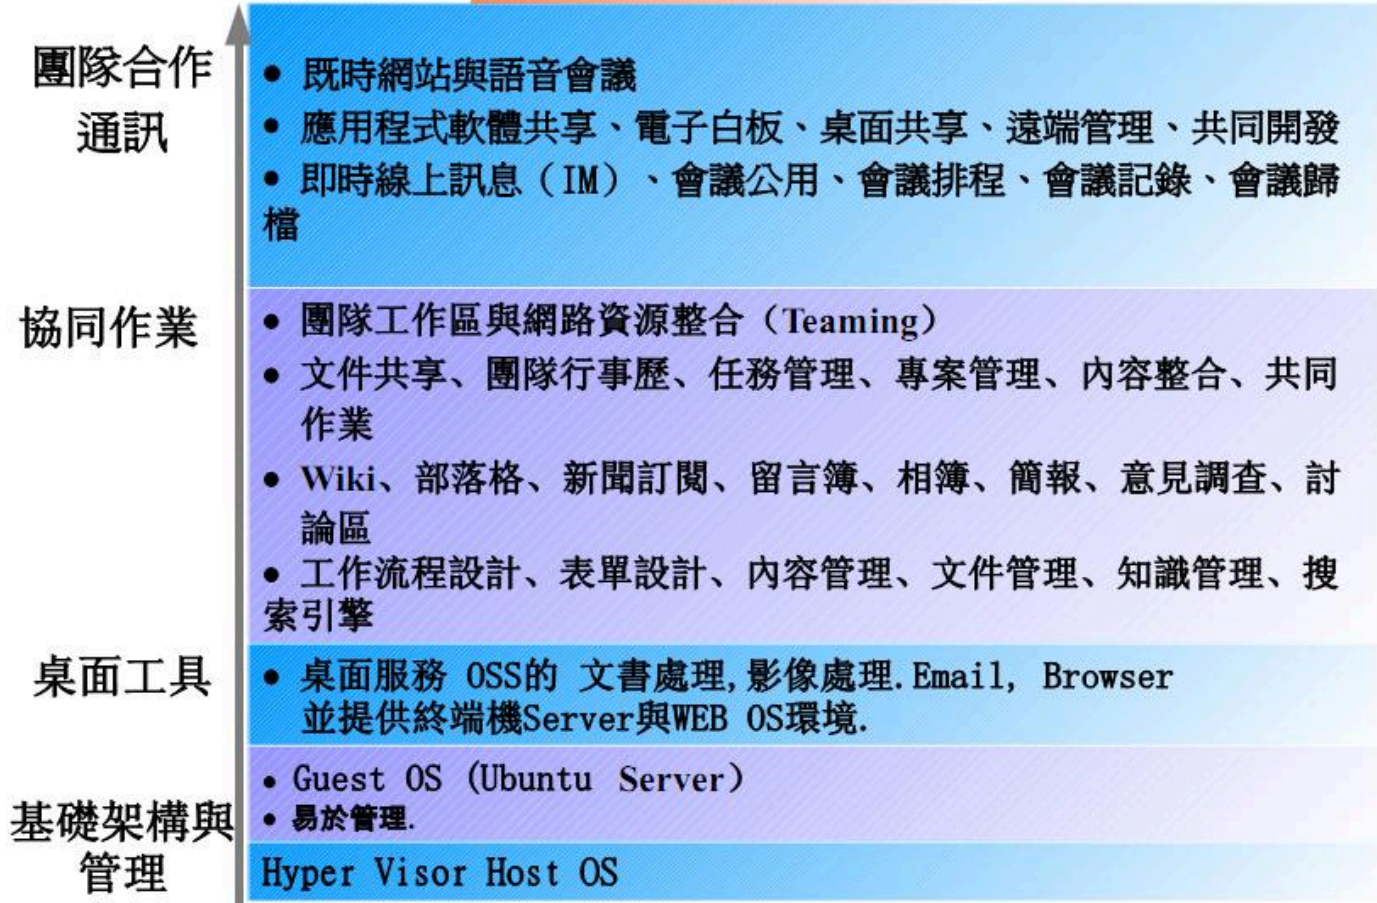 團隊合作
通訊
• 既時網站與語音會議
• 應用程式軟體共享、電子白板、桌面共享、遠端管理、共同開發
• 即時線上訊息（IM）、會議公用、會議排程、會議記錄、會議歸
檔
協同作業
• 團隊工作區與網路資源整合（Teaming）
• 文件共享、團隊行事歷、任務管理、專案管理、內容整合、共同
作業
• Wiki、部落格、新聞訂閱、留言簿、相簿、簡報、意見調查、討
論區
• 工作流程設計、表單設計、內容管理、文件管理、知識管理、搜
索引擎
桌面工具
• 桌面服務 OSS的 文書處理,影像處理.Email, Browser
並提供終端機Server與WEB OS環境.
基礎架構與
管理
• Guest OS (Ubuntu Server）
• 易於管理.
Hyper Visor Host OS